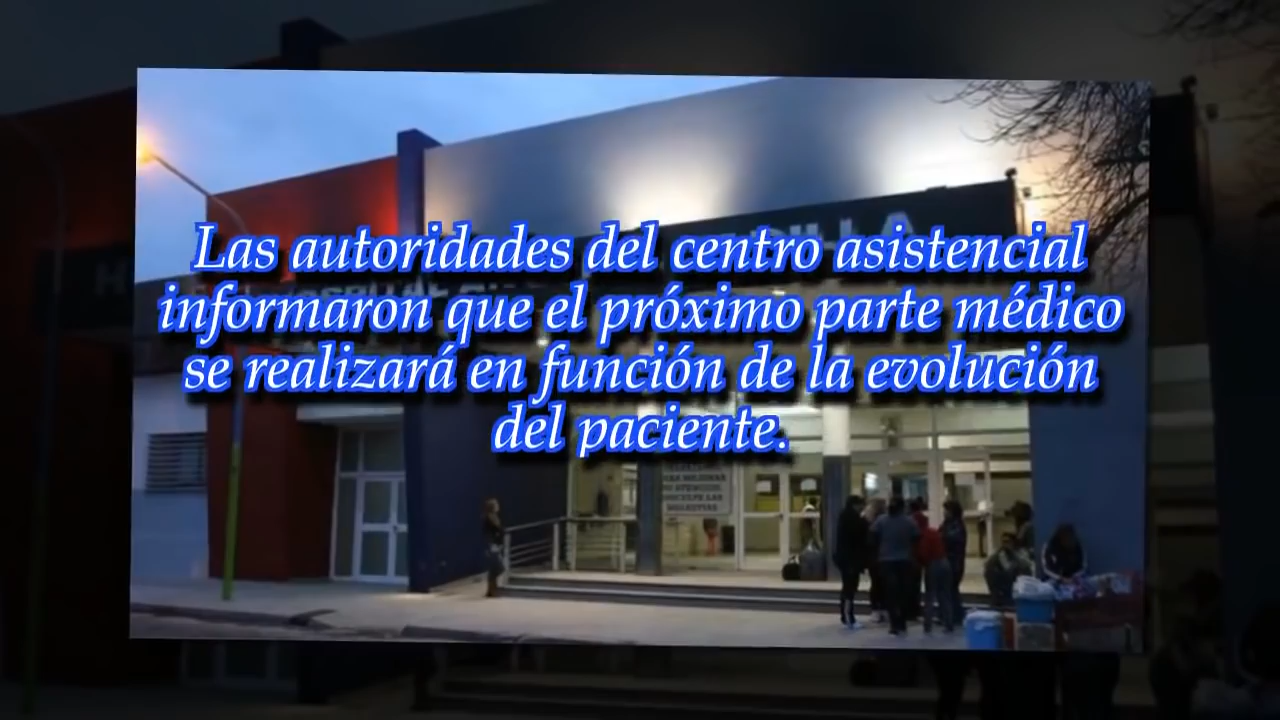 Las autoridades del centro asistencial
informaron que el próximo parte médico
se realizará en función de la evolución
del paciente.